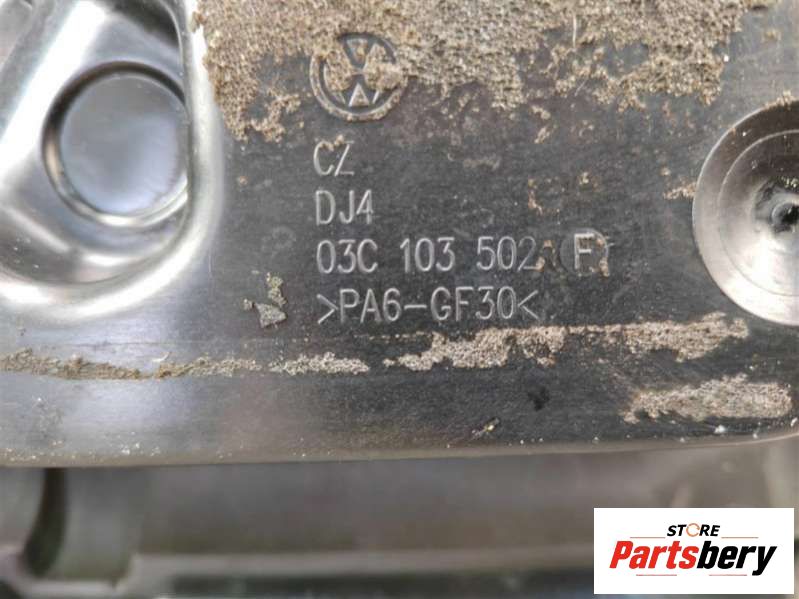 CZ
DJ4
03C 103 502 F
>PA6-GF30<
STORE
Partsbery